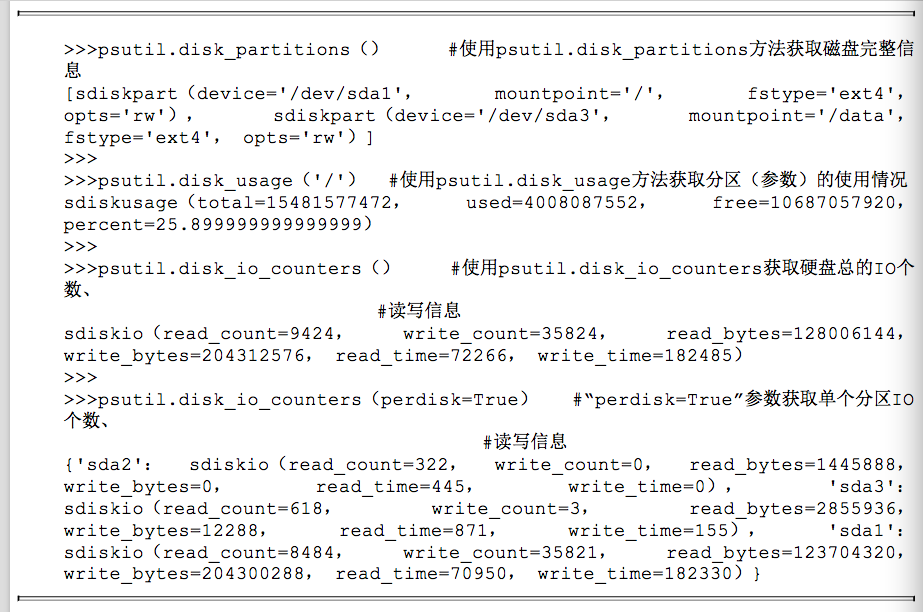 >>>psutil.disk_partitions（） #使用psutil.disk_partitions方法获取磁盘完整信
息
[sdiskpart（device='/dev/sda1'， mountpoint='/'， fstype='ext4'，
opts='rw'）， sdiskpart（device='/dev/sda3'， mountpoint='/data'，
fstype='ext4'， opts='rw'）]
>>>
>>>psutil.disk_usage（'/'） #使用psutil.disk_usage方法获取分区（参数）的使用情况
sdiskusage（total=15481577472， used=4008087552， free=10687057920，
percent=25.899999999999999）
>>>
>>>psutil.disk_io_counters（） #使用psutil.disk_io_counters获取硬盘总的IO个
数、
#读写信息
sdiskio（read_count=9424， write_count=35824， read_bytes=128006144，
write_bytes=204312576， read_time=72266， write_time=182485）
>>>
>>>psutil.disk_io_counters（perdisk=True） #“perdisk=True”参数获取单个分区IO
个数、
#读写信息
{'sda2'： sdiskio（read_count=322， write_count=0， read_bytes=1445888，
write_bytes=0， read_time=445， write_time=0）， 'sda3'：
sdiskio（read_count=618， write_count=3， read_bytes=2855936，
write_bytes=12288， read_time=871， write_time=155）， 'sda1'：
sdiskio（read_count=8484， write_count=35821， read_bytes=123704320，
write_bytes=204300288， read_time=70950， write_time=182330）}